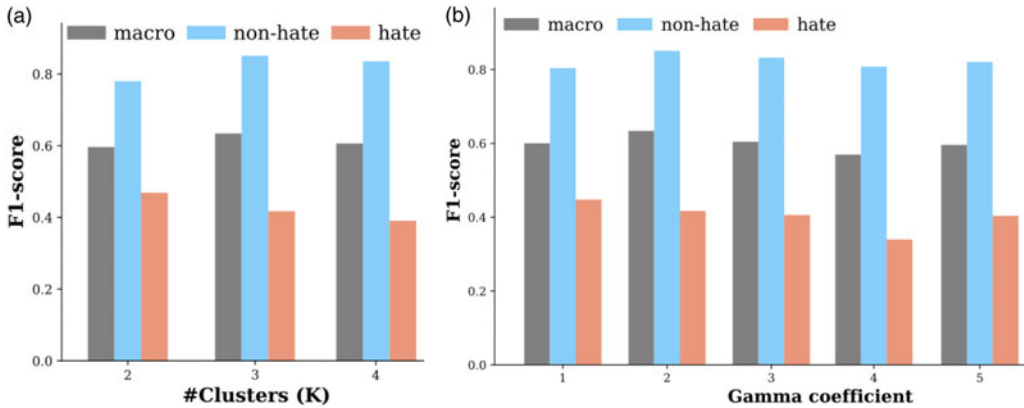 (a)
macro non-hate hate
F1-score
0.8
0.6
0.4
0.2
0.0
2 3 4
#Clusters (K)
(b)
macro non-hate hate
F1-score
0.8
0.6
0.4
0.2
0.0
1 2 3 4 5
Gamma coefficient